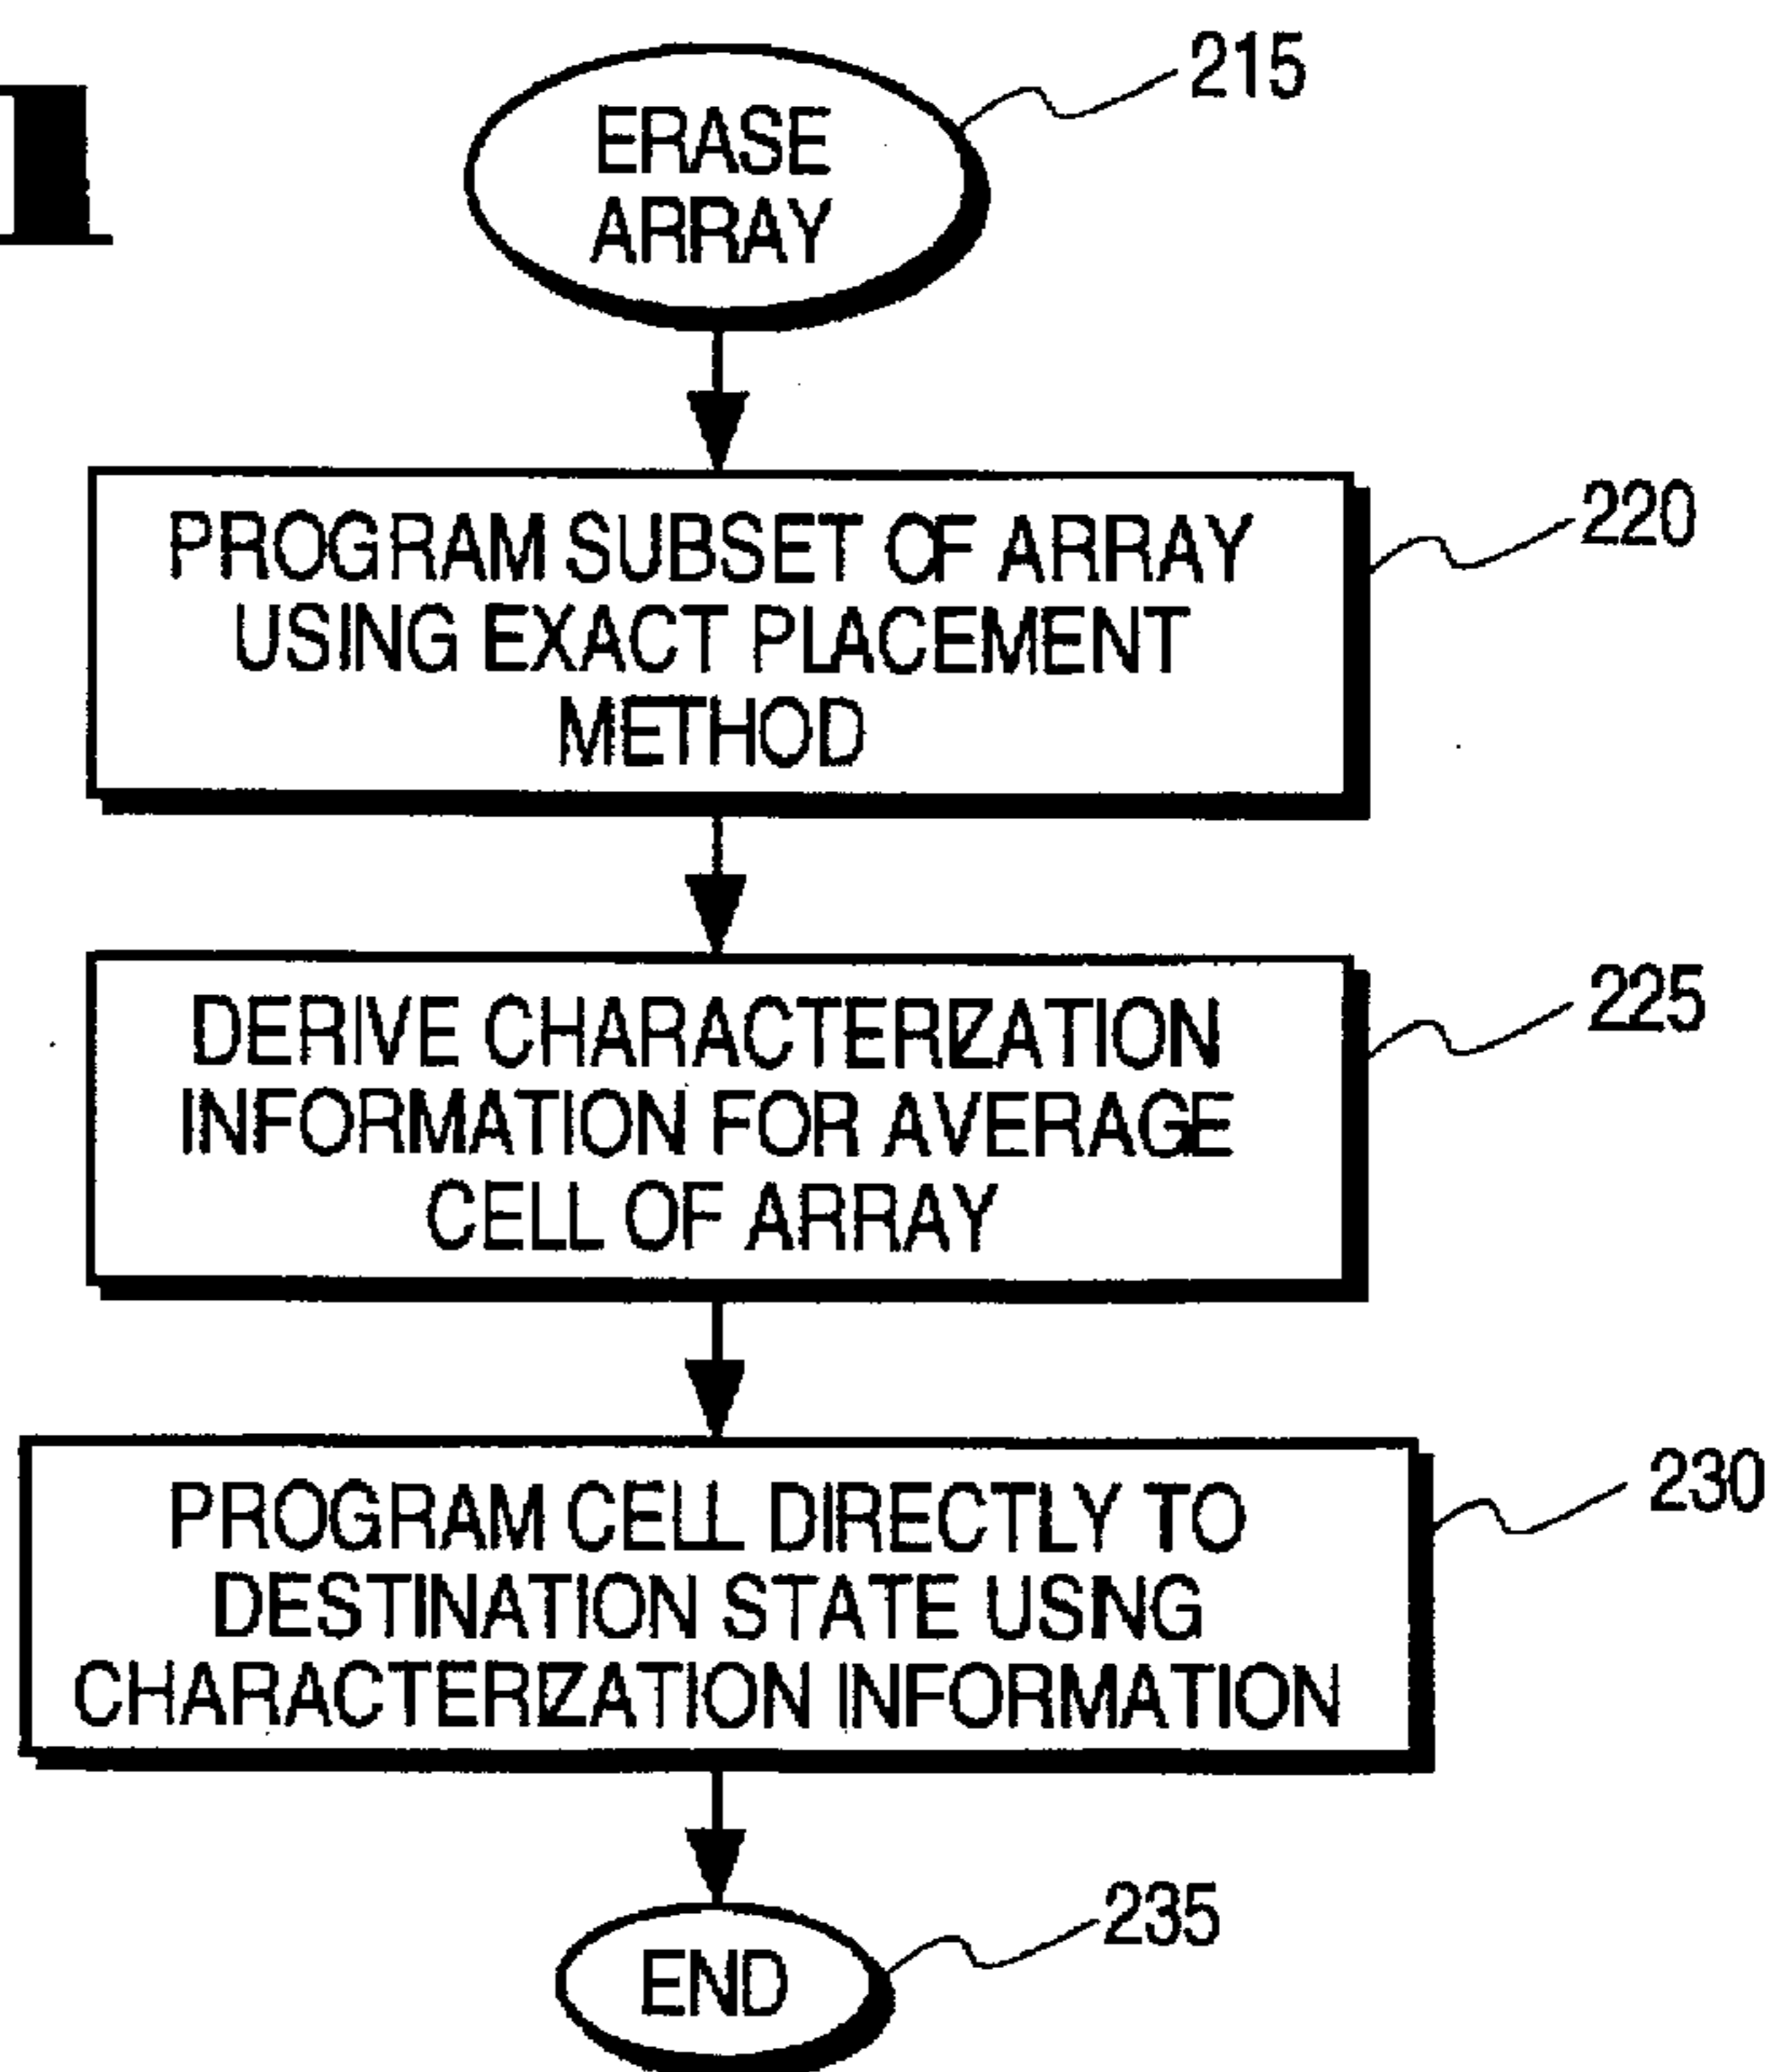 215
ERASE
ARRAY
220
PROGRAM SUBSET OF ARRAY
USING EXACT PLACEMENT
METHOD
225
DERIVE CHARACTERIZATION
INFORMATION FOR AVERAGE
CELL OF ARRAY
230
PROGRAM CELL DIRECTLY TO
DESTINATION STATE USING
CHARACTERIZATION INFORMATION
235
END